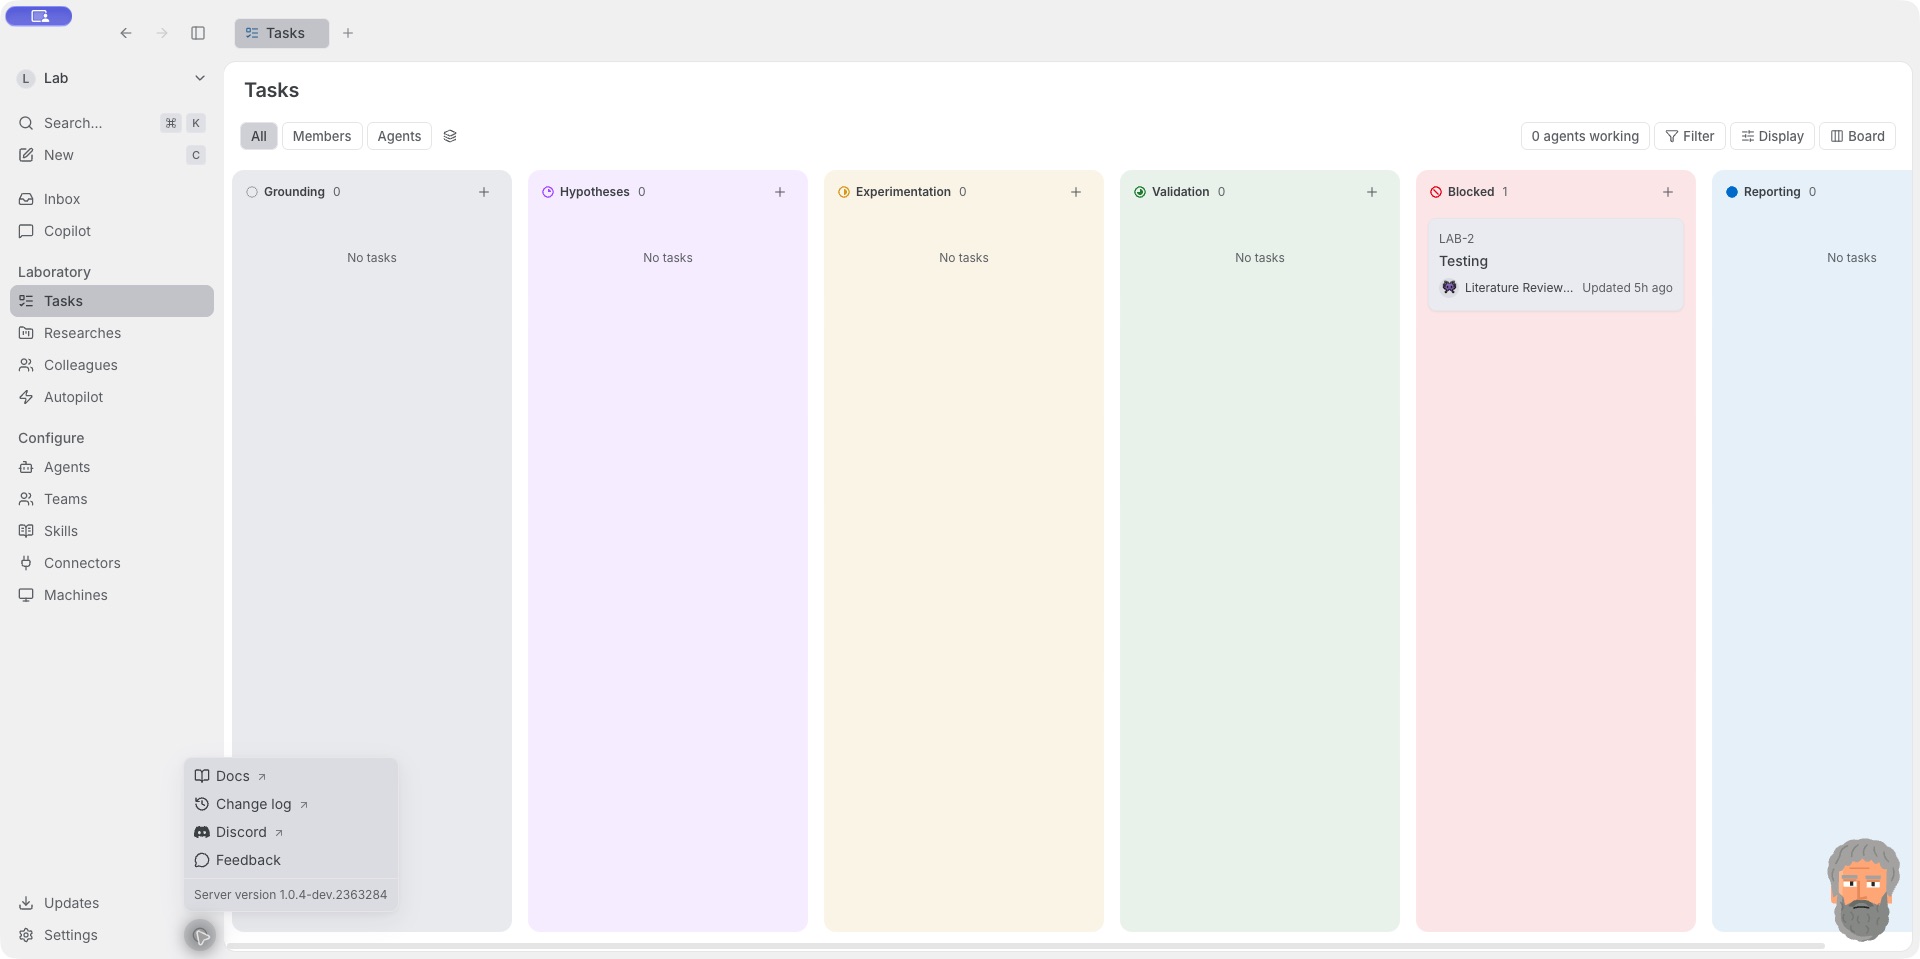 Tasks
L Lab
Search... ⌘ K
New C
Inbox
Copilot
Laboratory
Tasks
Researches
Colleagues
Autopilot
Configure
Agents
Teams
Skills
Connectors
Machines
Updates
Settings
Tasks
All Members Agents
0 agents working Filter Display Board
Grounding 0
No tasks
Hypotheses 0
No tasks
Experimentation 0
No tasks
Validation 0
No tasks
Blocked 1
LAB-2
Testing
Literature Review... Updated 5h ago
Reporting 0
No tasks
Docs
Change log
Discord
Feedback
Server version 1.0.4-dev.2363284